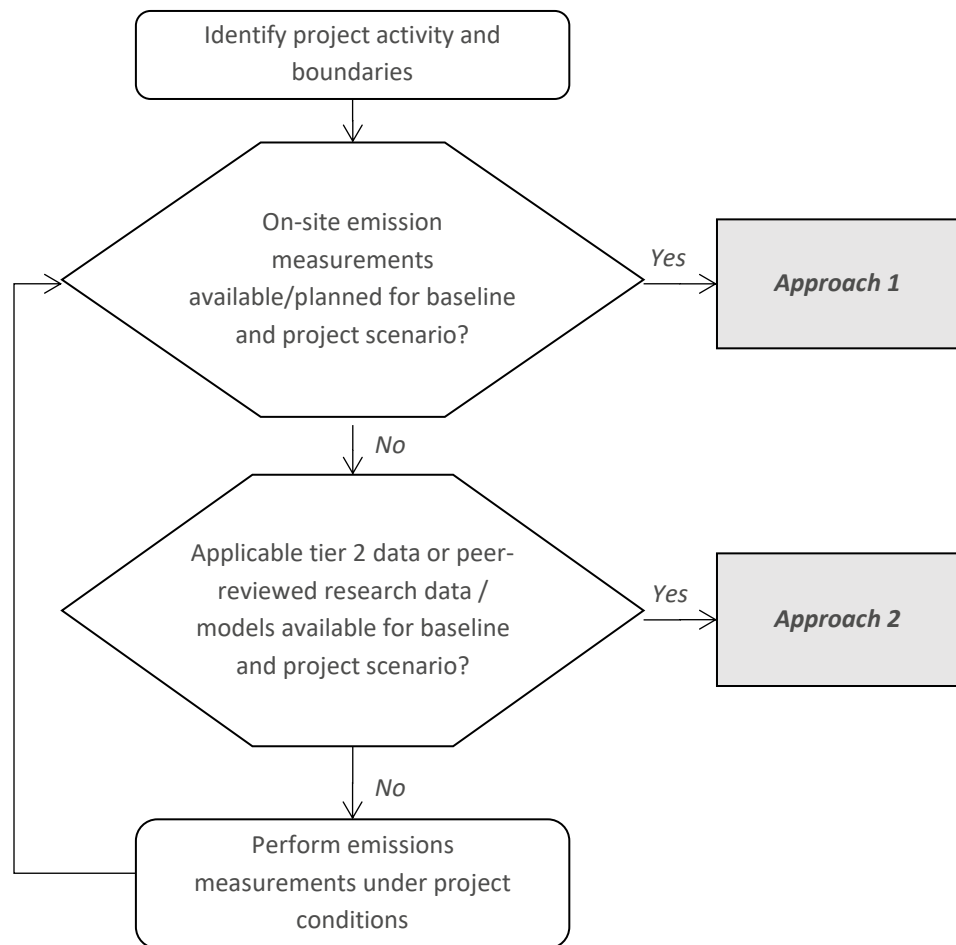 Identify project activity and
boundaries
On-site emission
measurements
available/planned for baseline
and project scenario?
Yes
Approach 1
No
Applicable tier 2 data or peer-
reviewed research data /
models available for baseline
and project scenario?
Yes
Approach 2
No
Perform emissions
measurements under project
conditions